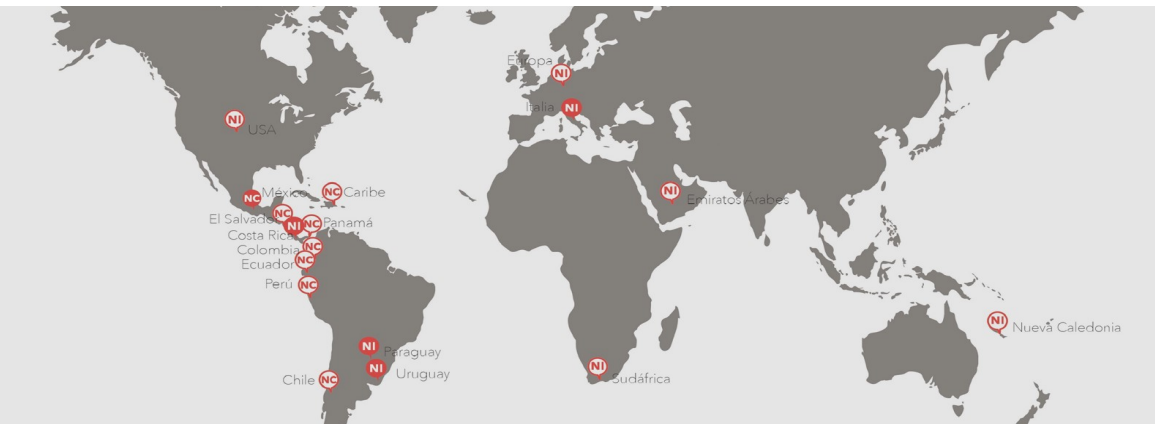 Europa
NI
NI Italia
NI
USA
NC México
NC Caribe
NI
Emiratos Árabes
NC
El Salvador
NI
NC Panamá
Costa Rica
Colombia NC
Ecuador NC
Perú NC
NI
Nueva Caledonia
NI
Paraguay
NI Uruguay
Chile NC
NI
Sudáfrica